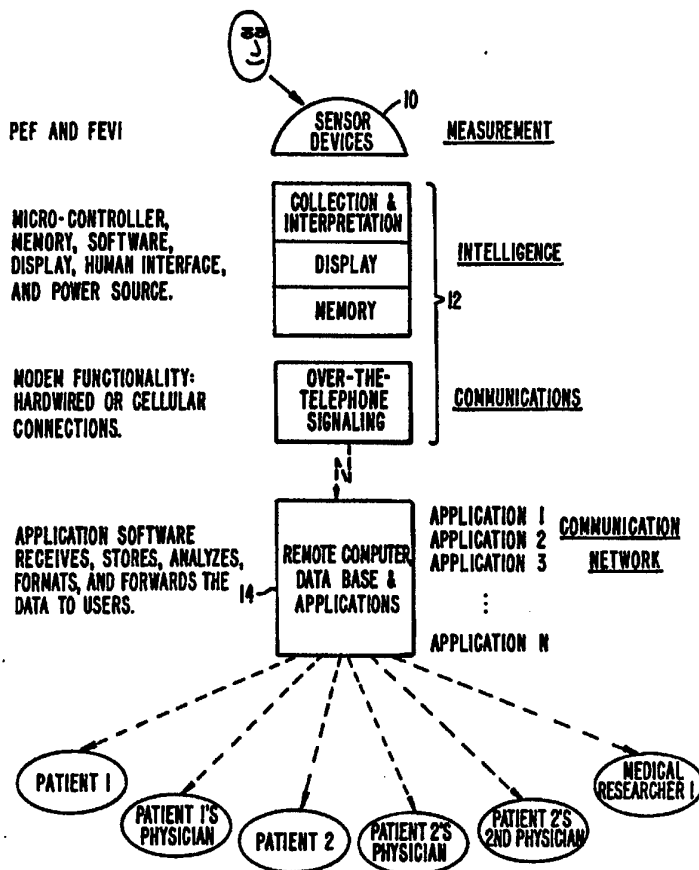 10
SENSOR
DEVICES
PEF AND FEVI
MEASUREMENT
COLLECTION &
INTERPRETATION
DISPLAY
MEMORY
MICRO-CONTROLLER,
MEMORY, SOFTWARE,
DISPLAY, HUMAN INTERFACE,
AND POWER SOURCE.
INTELLIGENCE
12
MODEM FUNCTIONALITY:
HARDWIRED OR CELLULAR
CONNECTIONS.
OVER-THE-
TELEPHONE
SIGNALING
COMMUNICATIONS
APPLICATION SOFTWARE
RECEIVES, STORES, ANALYZES,
FORMATS, AND FORWARDS THE
DATA TO USERS.
14
REMOTE COMPUTER
DATA BASE &
APPLICATIONS
APPLICATION 1
APPLICATION 2
APPLICATION 3
⋮
APPLICATION N
COMMUNICATION
NETWORK
PATIENT 1
PATIENT 1'S
PHYSICIAN
PATIENT 2
PATIENT 2'S
PHYSICIAN
PATIENT 2'S
2ND PHYSICIAN
MEDICAL
RESEARCHER 1